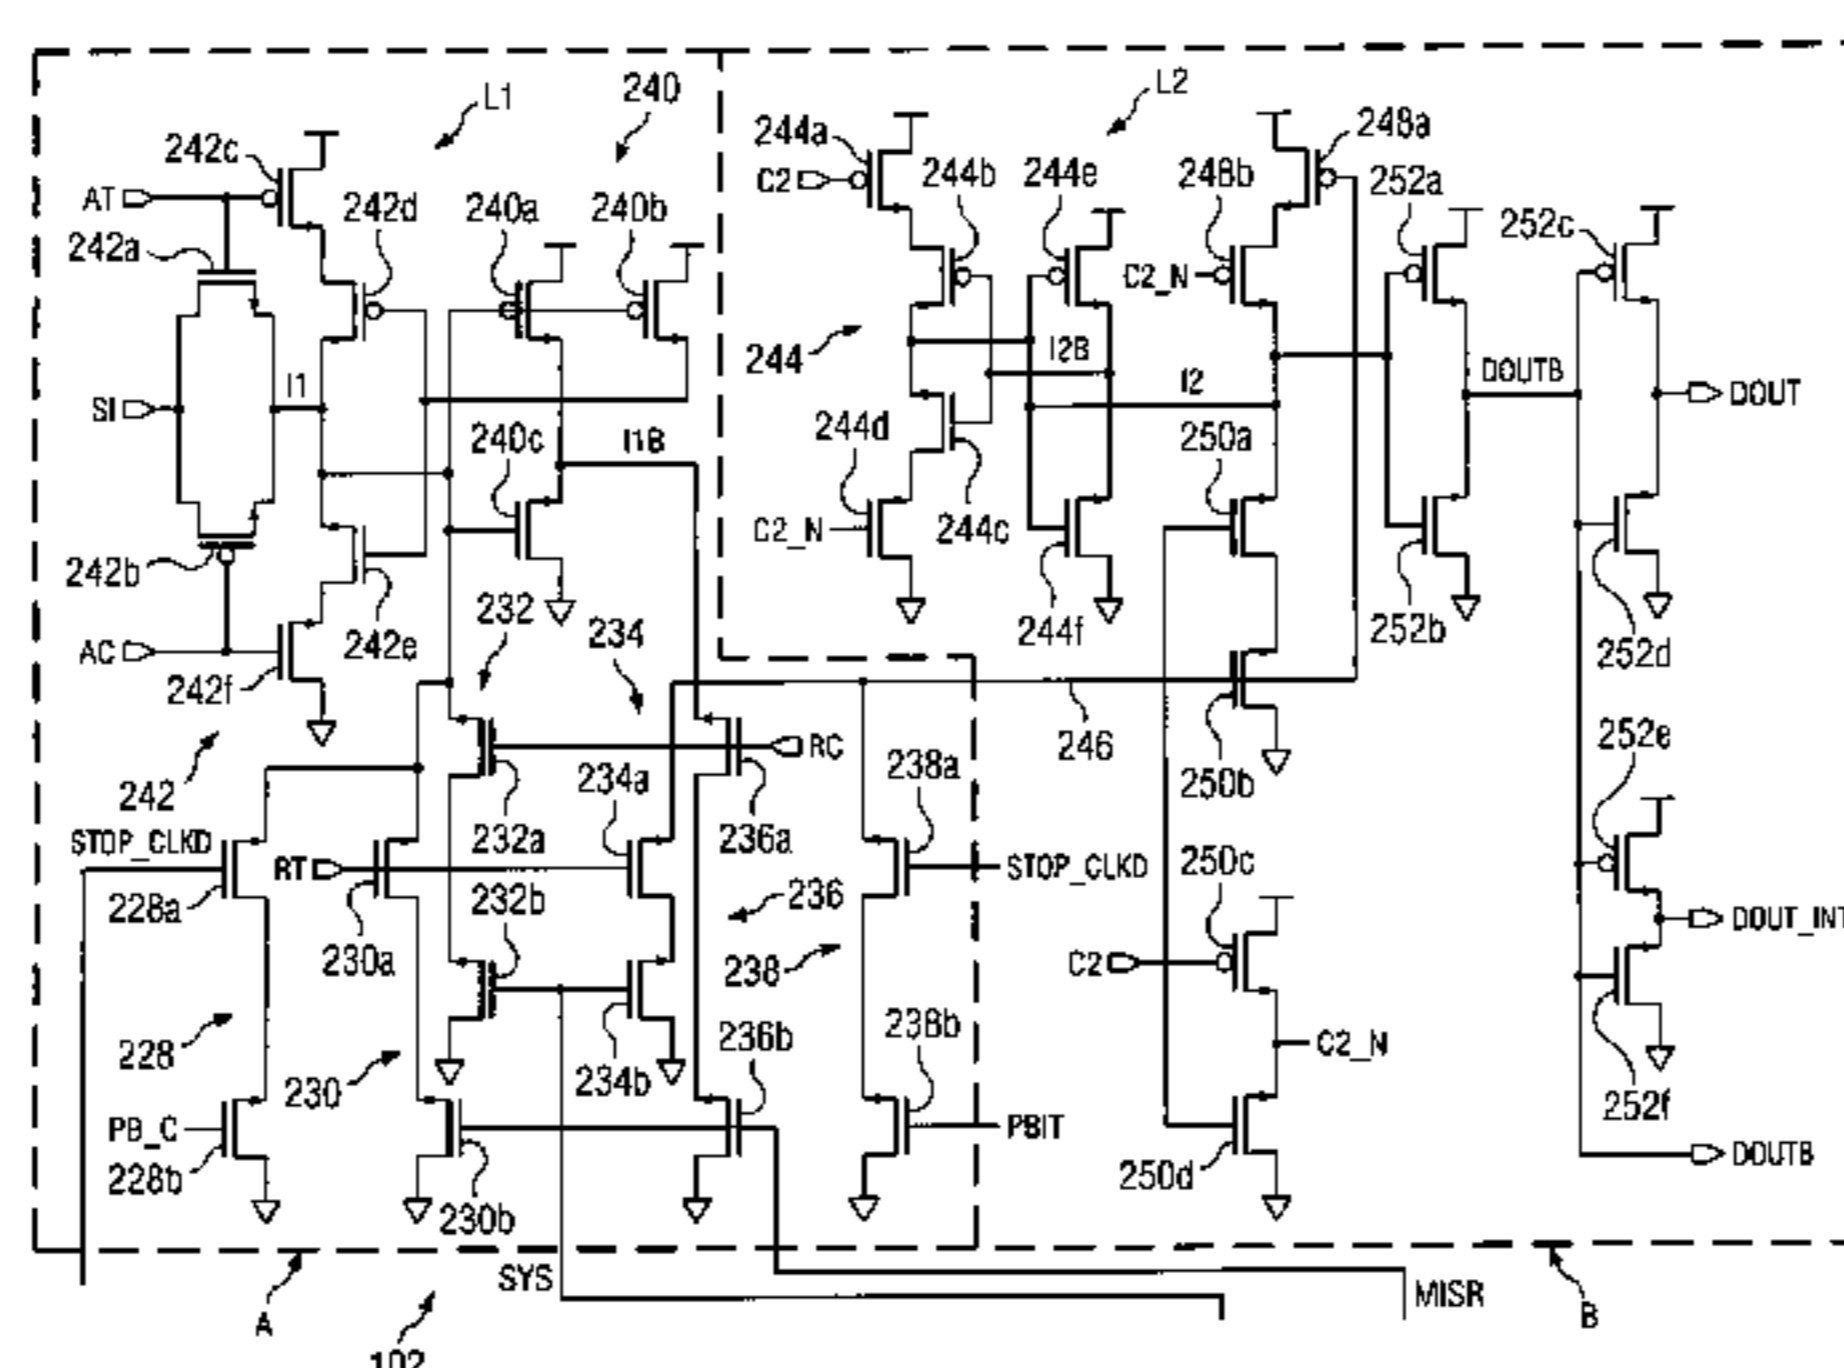 L1
240
L2
244a
248a
242c
C2
244b
244e
248b
252a
AT
242d
240a
240b
252c
242a
C2_N
244
I2B
DOUTB
I1
I2
DOUT
SI
240c
I1B
244d
250a
C2_N
244c
242b
232
234
244f
252b
AC
242e
252d
242f
246
RC
252e
242
234a
238a
250b
STOP_CLKD
232a
236a
RT
STOP_CLKD
250c
228a
232b
236
DOUT_INT
230a
238
C2
228
236b
238b
C2_N
230
234b
252f
PB_C
PBIT
228b
250d
DOUTB
230b
SYS
MISR
A
B
102